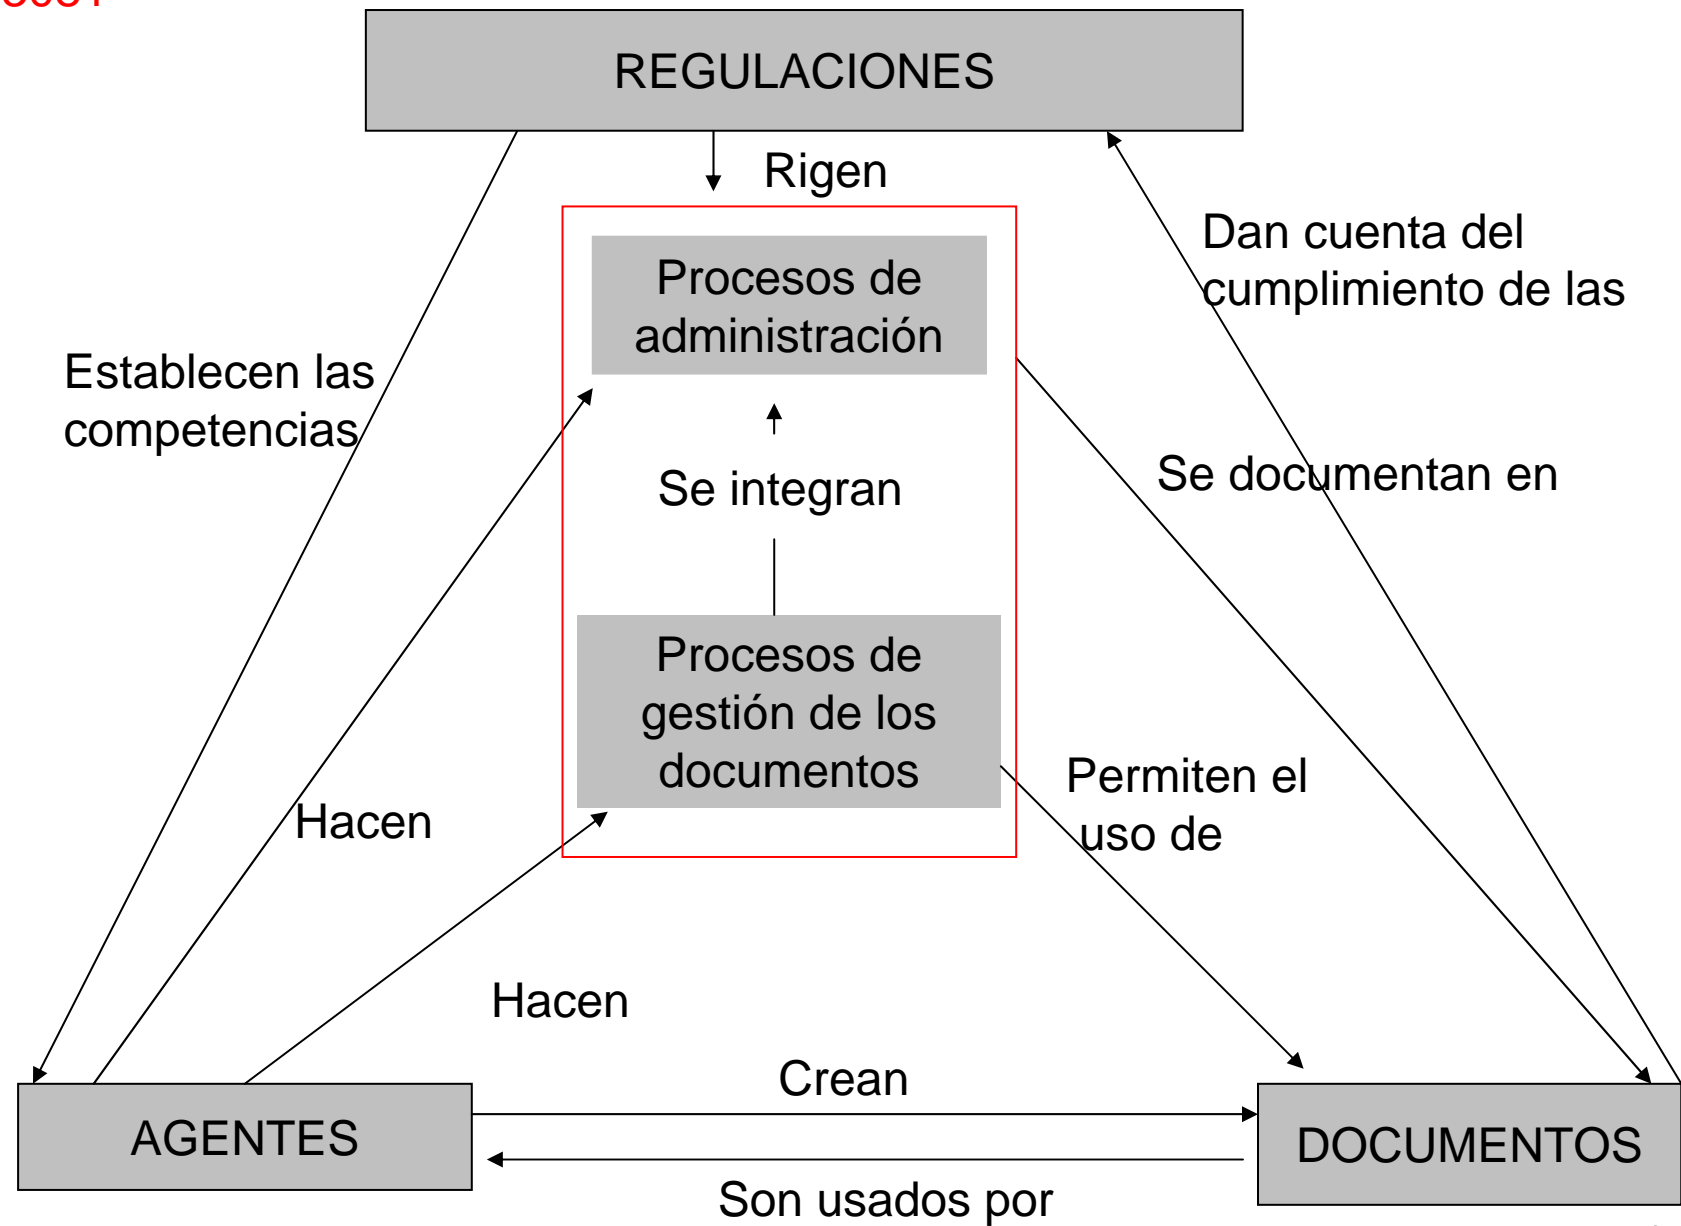 REGULACIONES
Rigen
Dan cuenta del
cumplimiento de las
Procesos de
administración
Establecen las
competencias
Se documentan en
Se integran
Procesos de
gestión de los
documentos
Permiten el
uso de
Hacen
Hacen
Crean
AGENTES
DOCUMENTOS
Son usados por